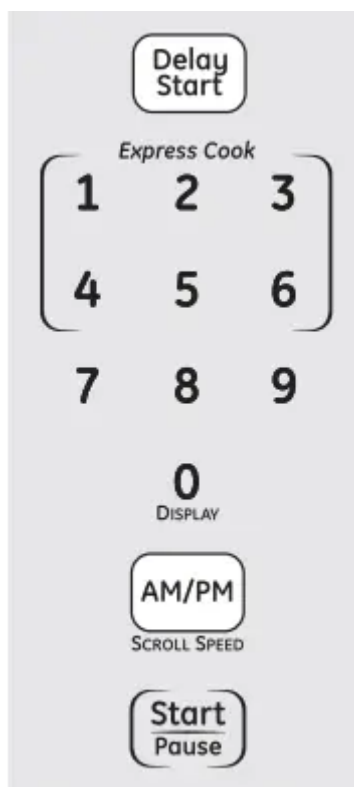 Delay
Start
Express Cook
1 2 3
4 5 6
7 8 9
0
DISPLAY
AM/PM
SCROLL SPEED
Start
Pause